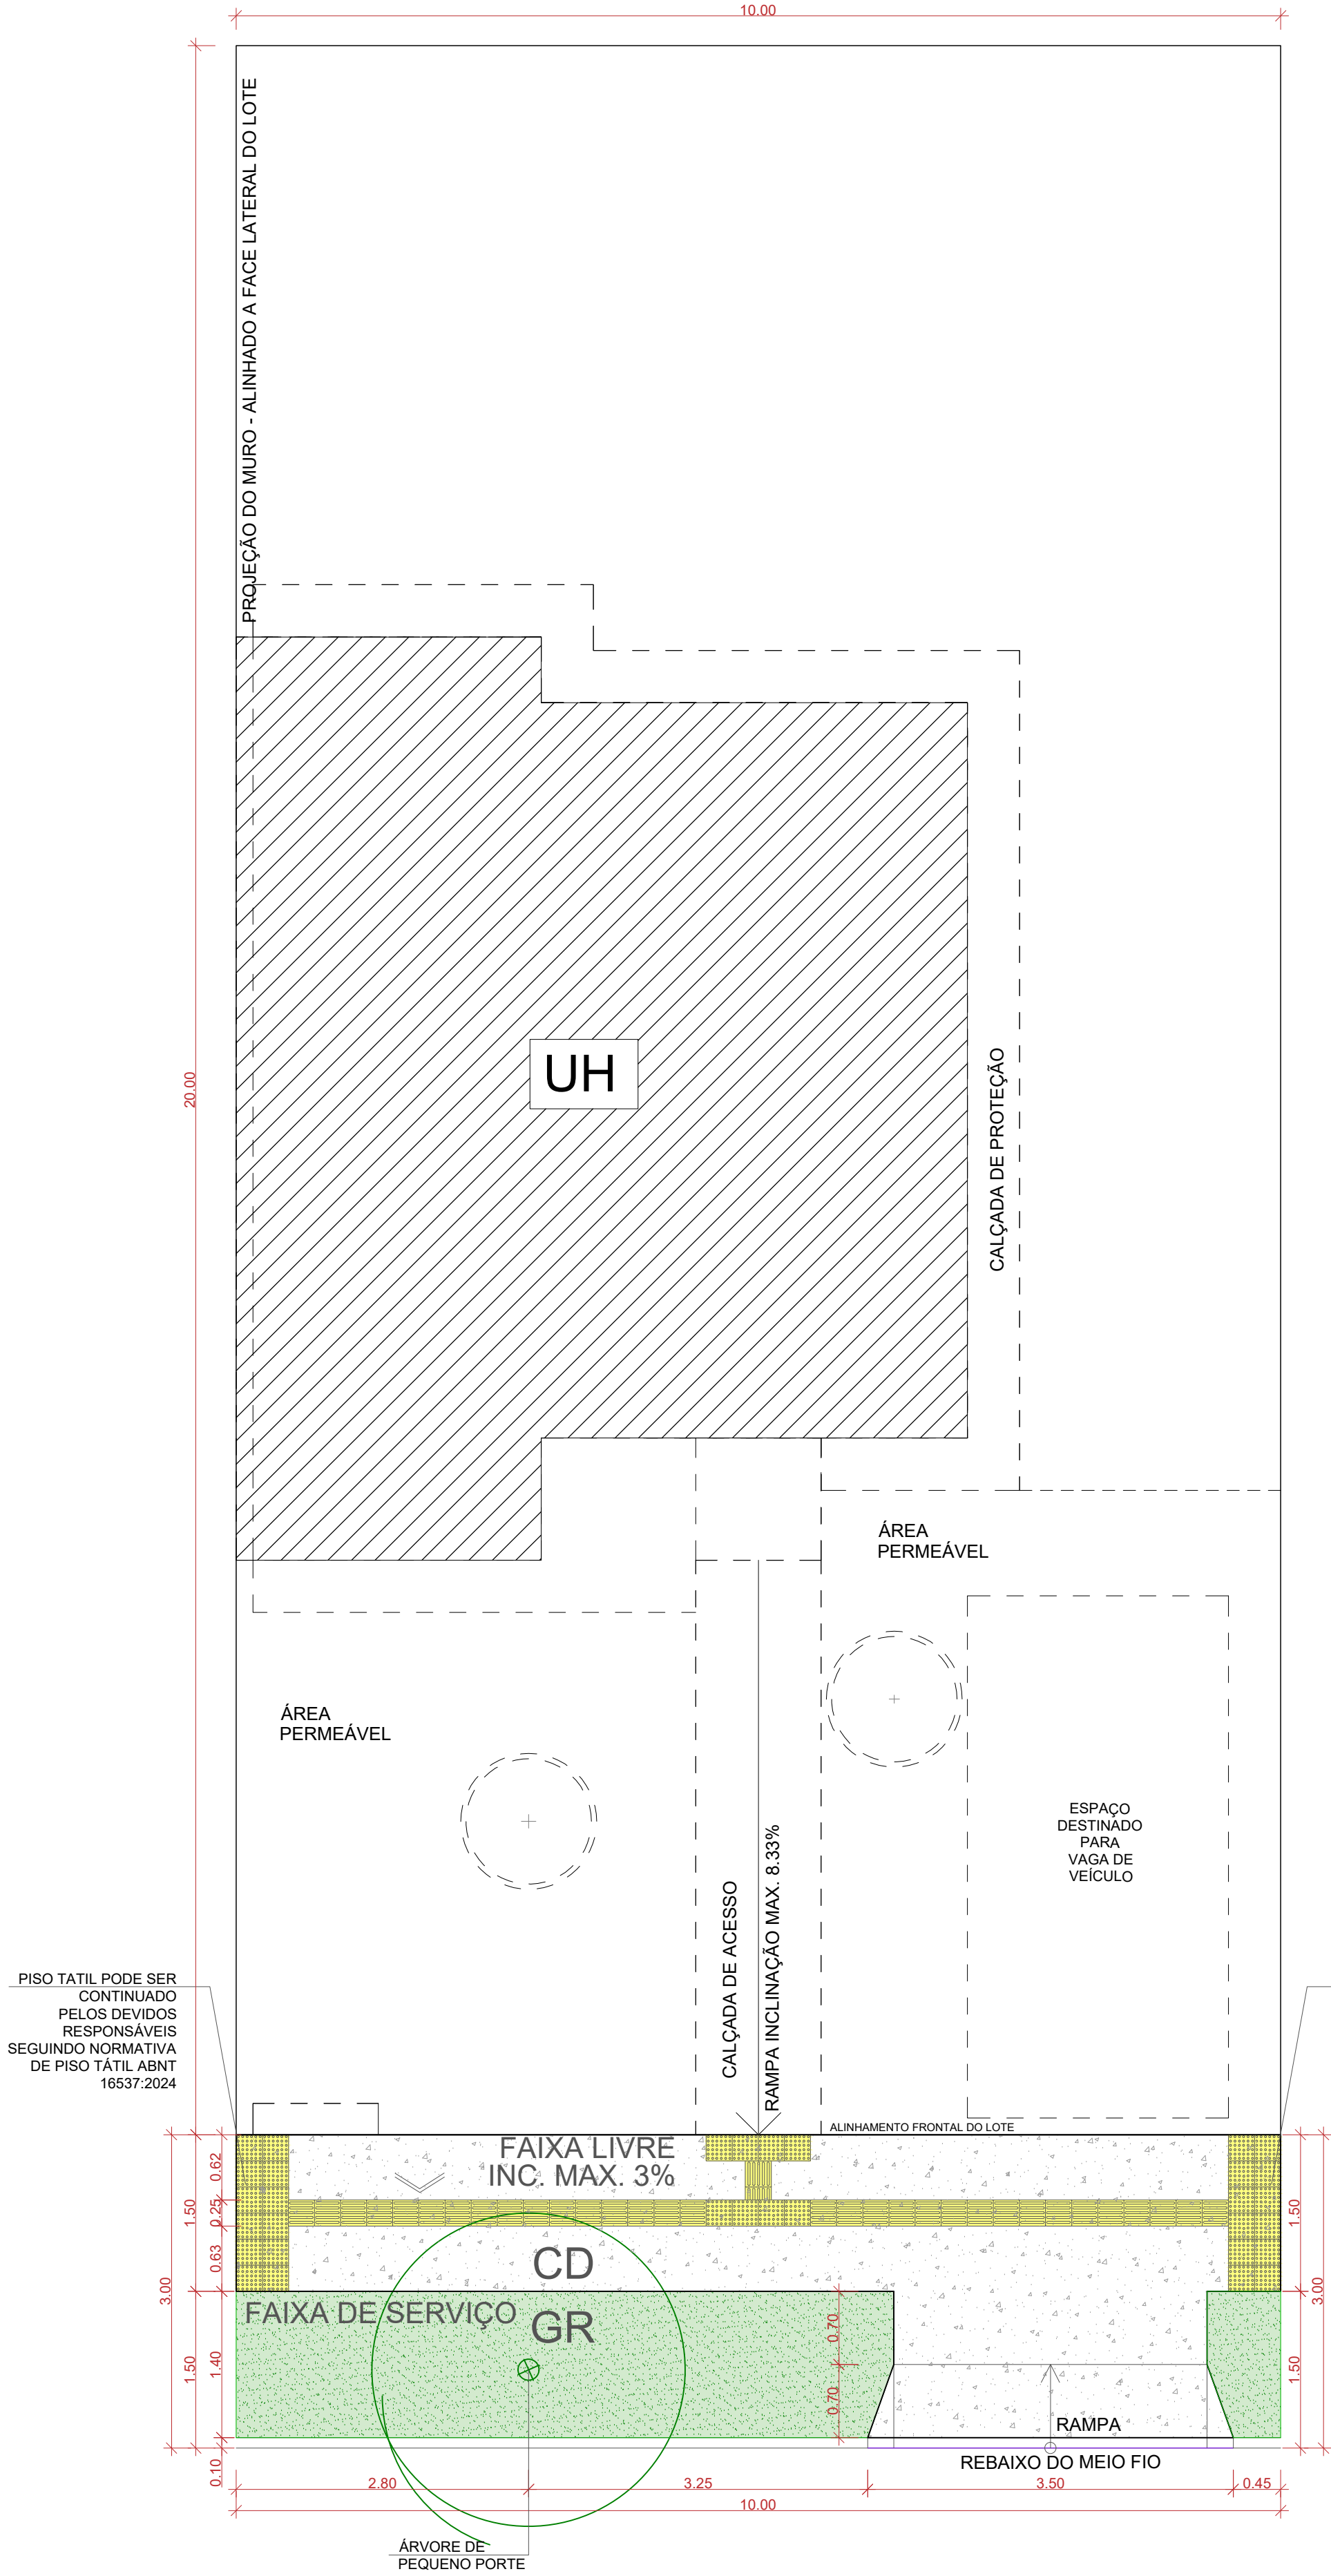 10.00
PROJEÇÃO DO MURO - ALINHADO A FACE LATERAL DO LOTE
20.00
UH
CALÇADA DE PROTEÇÃO
ÁREA
PERMEÁVEL
ÁREA
PERMEÁVEL
ESPAÇO
DESTINADO
PARA
VAGA DE
VEÍCULO
CALÇADA DE ACESSO
RAMPA INCLINAÇÃO MAX. 8.33%
PISO TATIL PODE SER
CONTINUADO
PELOS DEVIDOS
RESPONSÁVEIS
SEGUINDO NORMATIVA
DE PISO TÁTIL ABNT
16537:2024
ALINHAMENTO FRONTAL DO LOTE
FAIXA LIVRE
INC. MAX. 3%
0.62
1.50
0.25
0.63
3.00
1.50
3.00
CD
FAIXA DE SERVIÇO
GR
1.50
1.40
0.10
0.70
0.70
1.50
RAMPA
REBAIXO DO MEIO FIO
2.80
3.25
3.50
0.45
10.00
ÁRVORE DE
PEQUENO PORTE